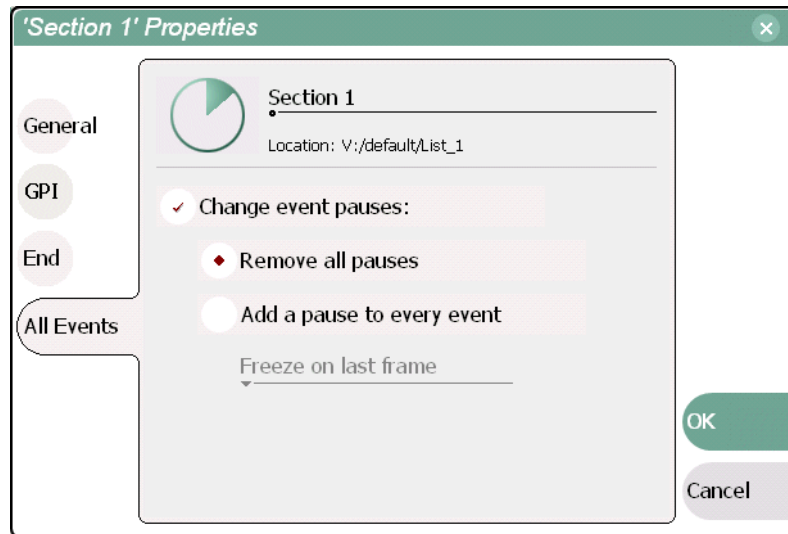 'Section 1' Properties
General
GPI
End
All Events
Section 1
Location: V:/default/List_1
Change event pauses:
Remove all pauses
Add a pause to every event
Freeze on last frame
OK
Cancel